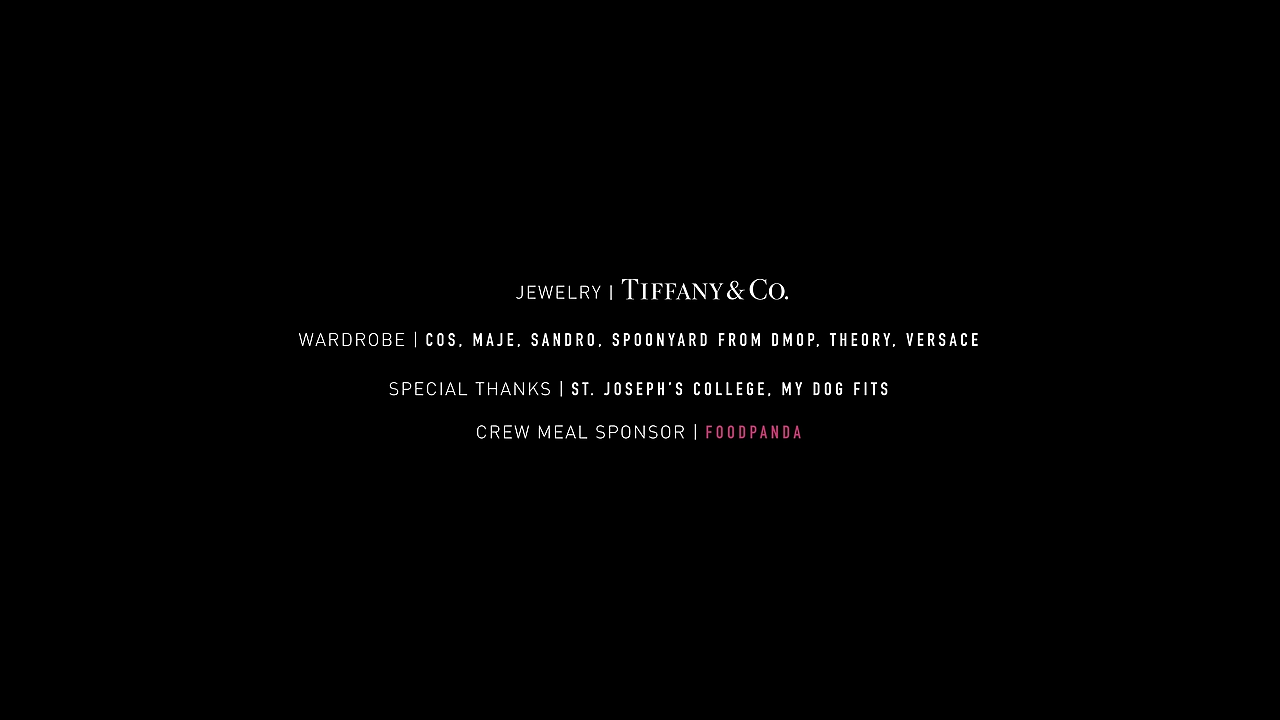 JEWELRY | TIFFANY & CO.
WARDROBE | COS, MAJE, SANDRO, SPOONYARD FROM DMOP, THEORY, VERSACE
SPECIAL THANKS | ST. JOSEPH'S COLLEGE, MY DOG FITS
CREW MEAL SPONSOR | FOODPANDA